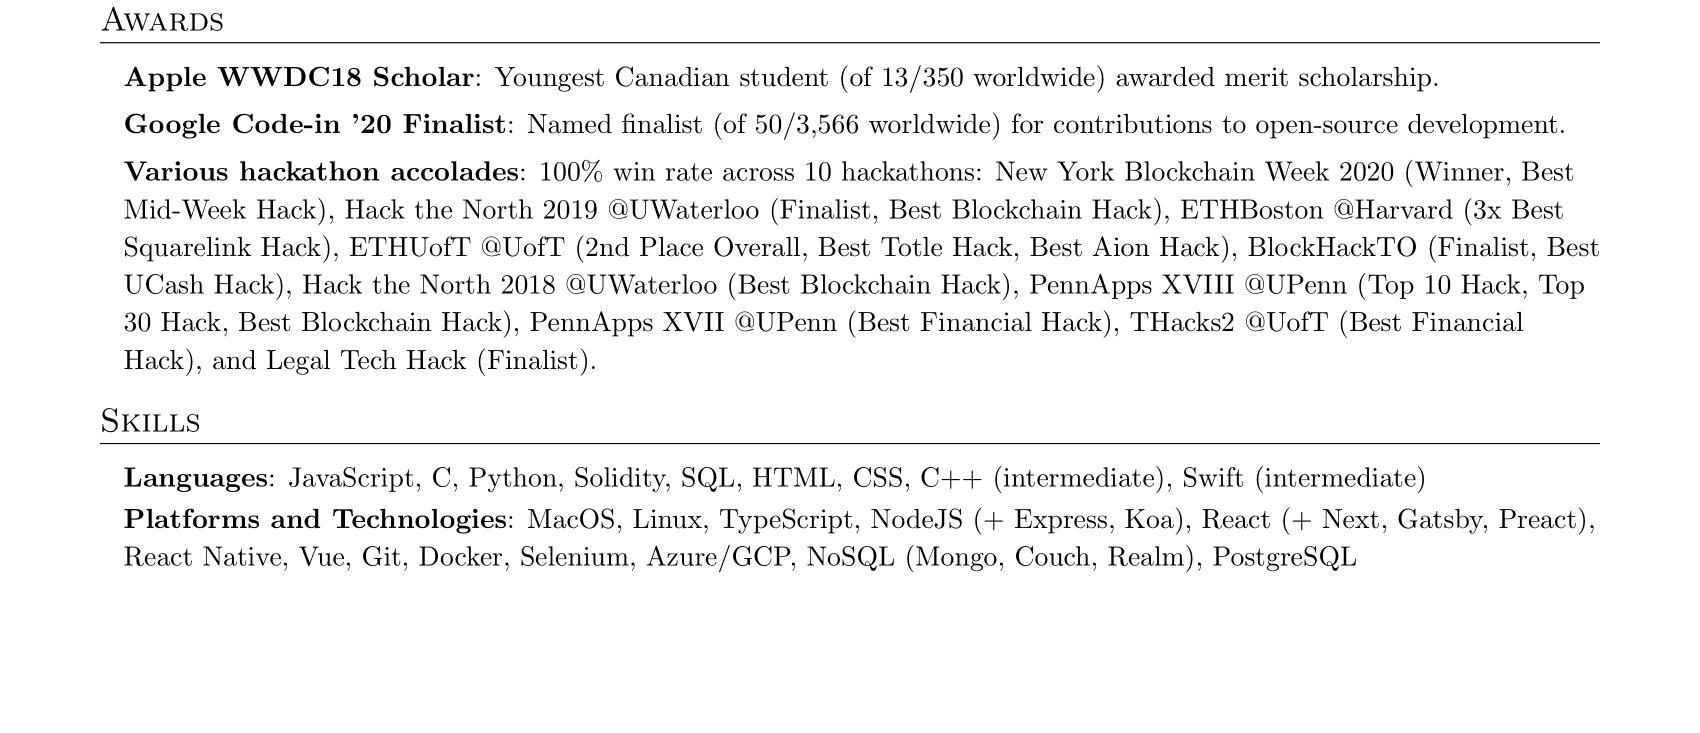 Awards
Apple WWDC18 Scholar: Youngest Canadian student (of 13/350 worldwide) awarded merit scholarship.
Google Code-in ’20 Finalist: Named finalist (of 50/3,566 worldwide) for contributions to open-source development.
Various hackathon accolades: 100% win rate across 10 hackathons: New York Blockchain Week 2020 (Winner, Best
Mid-Week Hack), Hack the North 2019 @UWaterloo (Finalist, Best Blockchain Hack), ETHBoston @Harvard (3x Best
Squarelink Hack), ETHUofT @UofT (2nd Place Overall, Best Totle Hack, Best Aion Hack), BlockHackTO (Finalist, Best
UCash Hack), Hack the North 2018 @UWaterloo (Best Blockchain Hack), PennApps XVIII @UPenn (Top 10 Hack, Top
30 Hack, Best Blockchain Hack), PennApps XVII @UPenn (Best Financial Hack), THacks2 @UofT (Best Financial
Hack), and Legal Tech Hack (Finalist).
Skills
Languages: JavaScript, C, Python, Solidity, SQL, HTML, CSS, C++ (intermediate), Swift (intermediate)
Platforms and Technologies: MacOS, Linux, TypeScript, NodeJS (+ Express, Koa), React (+ Next, Gatsby, Preact),
React Native, Vue, Git, Docker, Selenium, Azure/GCP, NoSQL (Mongo, Couch, Realm), PostgreSQL